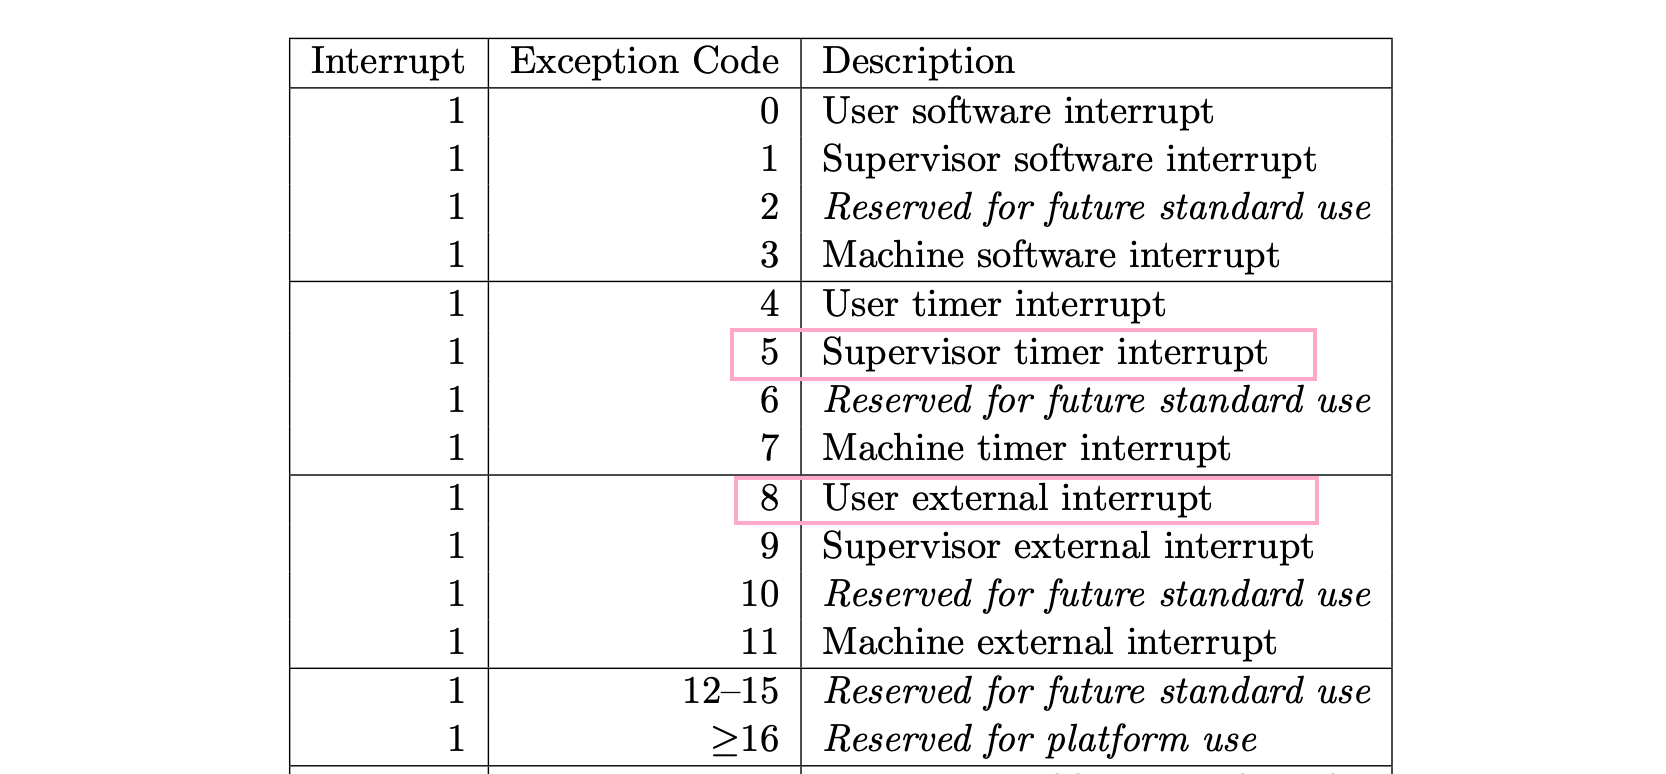 Interrupt Exception Code Description
1 0 User software interrupt
1 1 Supervisor software interrupt
1 2 Reserved for future standard use
1 3 Machine software interrupt
1 4 User timer interrupt
1 5 Supervisor timer interrupt
1 6 Reserved for future standard use
1 7 Machine timer interrupt
1 8 User external interrupt
1 9 Supervisor external interrupt
1 10 Reserved for future standard use
1 11 Machine external interrupt
1 12–15 Reserved for future standard use
1 ≥16 Reserved for platform use